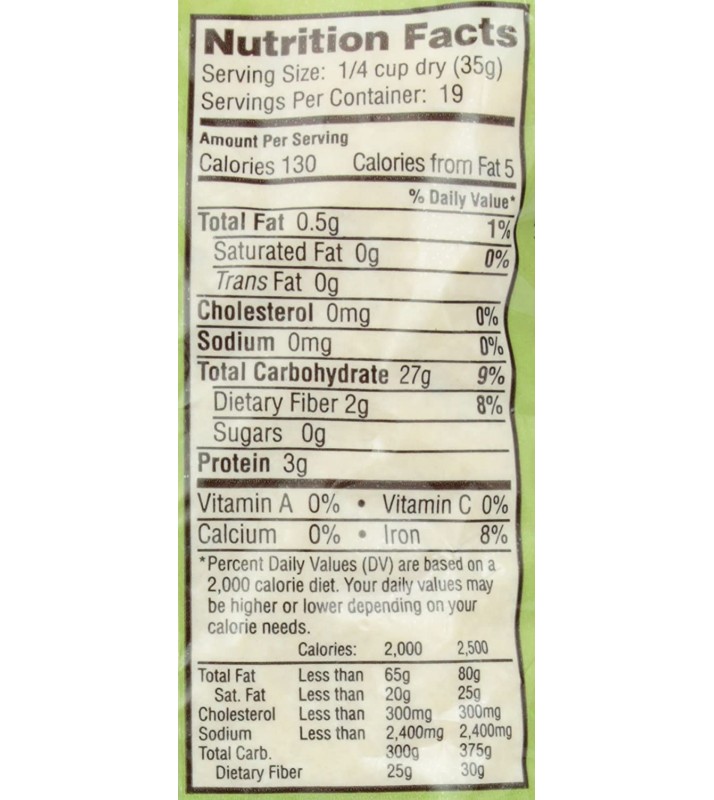 Nutrition Facts
Serving Size: 1/4 cup dry (35g)
Servings Per Container: 19
Amount Per Serving
Calories 130 Calories from Fat 5
% Daily Value*
Total Fat 0.5g 1%
Saturated Fat 0g 0%
Trans Fat 0g
Cholesterol 0mg 0%
Sodium 0mg 0%
Total Carbohydrate 27g 9%
Dietary Fiber 2g 8%
Sugars 0g
Protein 3g
Vitamin A 0% • Vitamin C 0%
Calcium 0% • Iron 8%
*Percent Daily Values (DV) are based on a
2,000 calorie diet. Your daily values may
be higher or lower depending on your
calorie needs.
Calories: 2,000 2,500
Total Fat Less than 65g 80g
Sat. Fat Less than 20g 25g
Cholesterol Less than 300mg 300mg
Sodium Less than 2,400mg 2,400mg
Total Carb. 300g 375g
Dietary Fiber 25g 30g